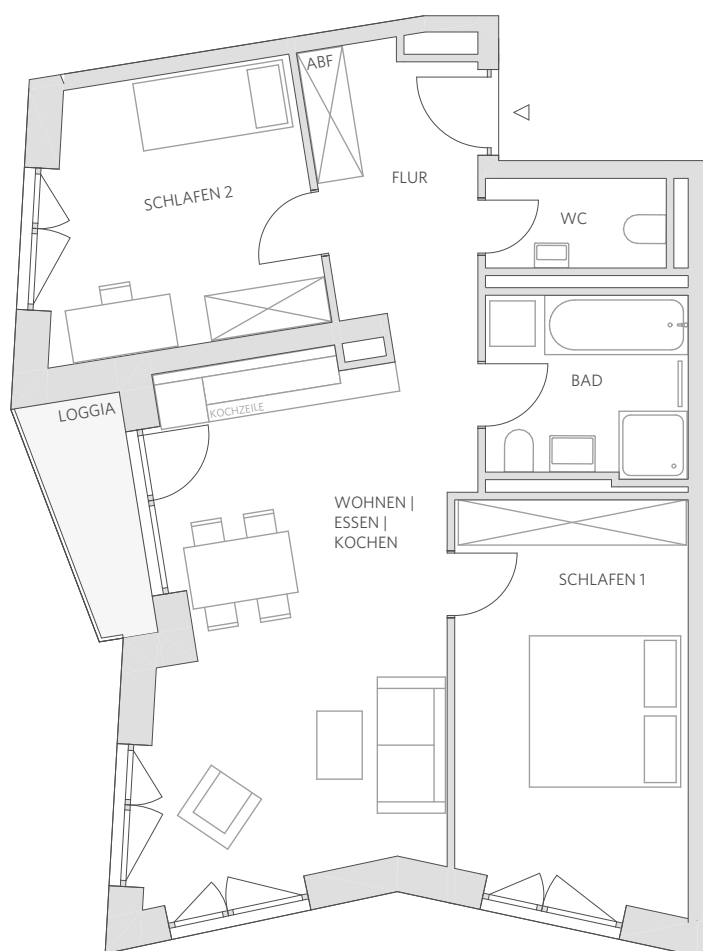 ABF
FLUR
SCHLAFEN 2
WC
BAD
LOGGIA
KOCHZEILE
WOHNEN |
ESSEN |
KOCHEN
SCHLAFEN 1